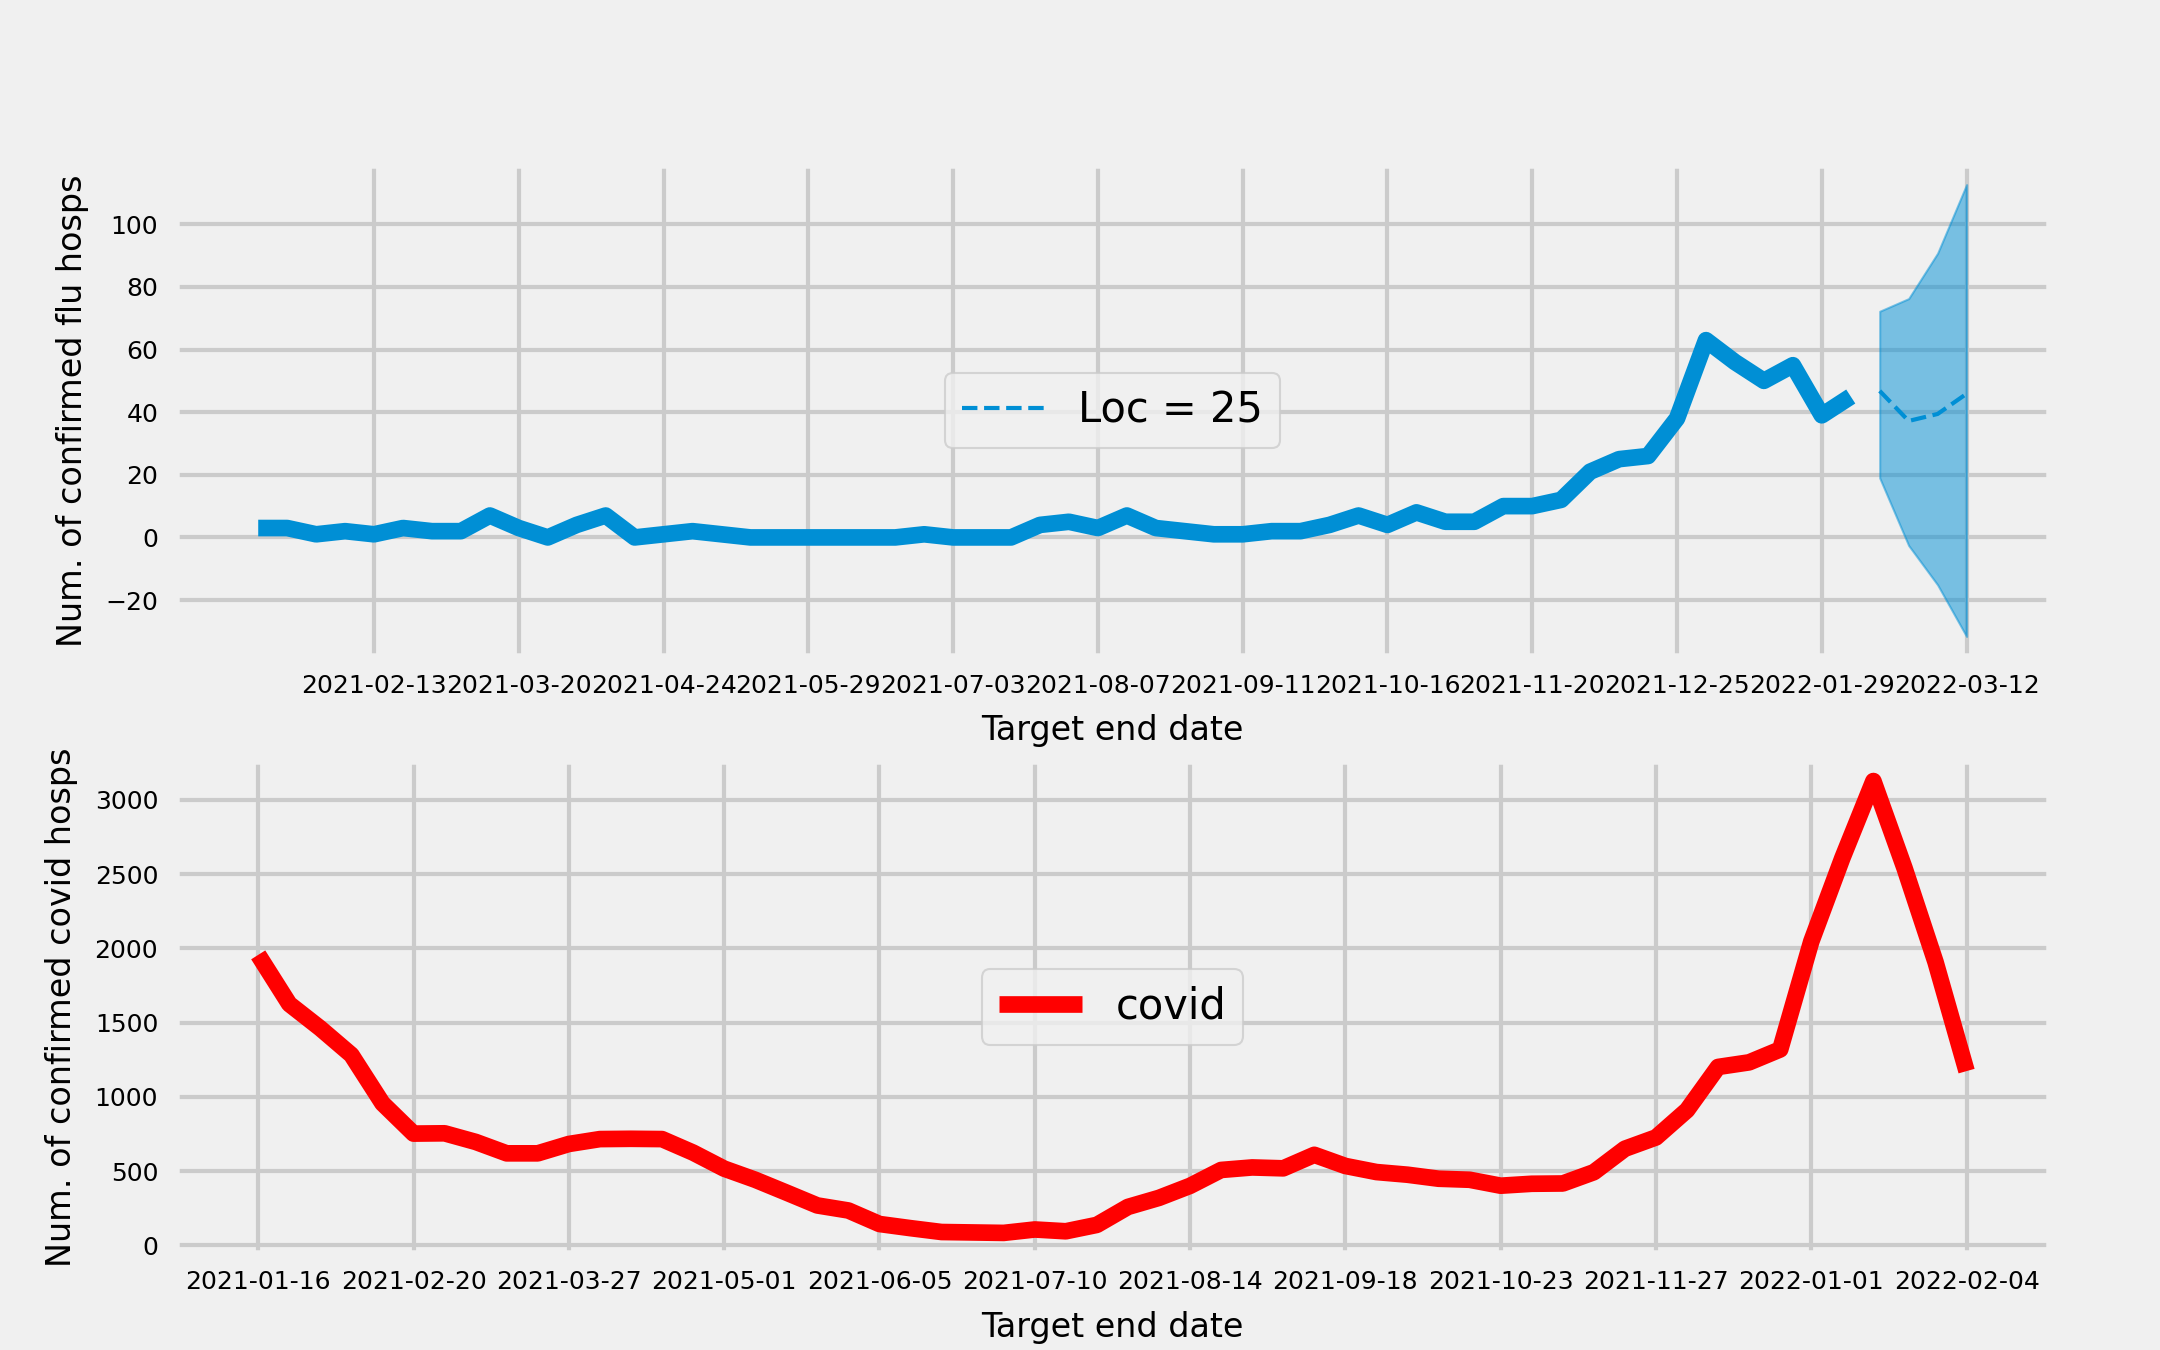 Num. of confirmed flu hosps
100
80
60
40
20
0
−20
Loc = 25
2021-02-13 2021-03-20 2021-04-24 2021-05-29 2021-07-03 2021-08-07 2021-09-11 2021-10-16 2021-11-20 2021-12-25 2022-01-29 2022-03-12
Target end date
Num. of confirmed covid hosps
3000
2500
2000
1500
1000
500
0
covid
2021-01-16 2021-02-20 2021-03-27 2021-05-01 2021-06-05 2021-07-10 2021-08-14 2021-09-18 2021-10-23 2021-11-27 2022-01-01 2022-02-04
Target end date